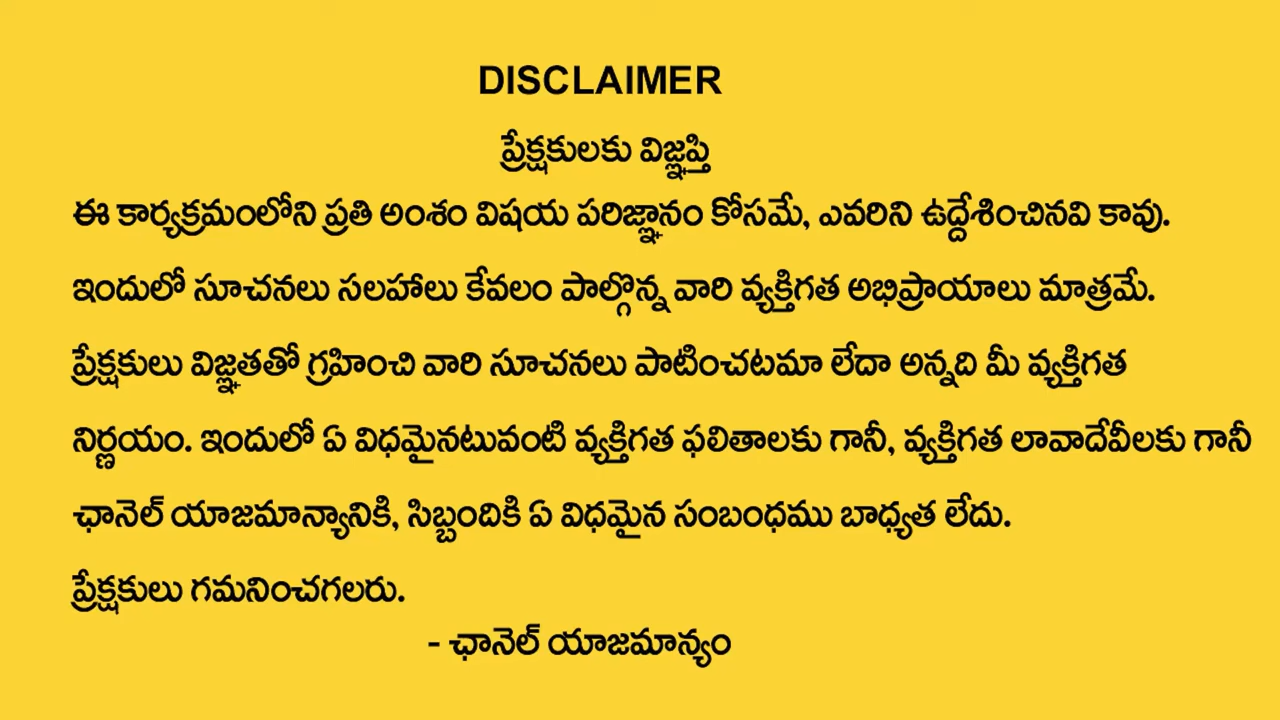 DISCLAIMER
ప్రేక్షకులకు విజ్ఞప్తి
ఈ కార్యక్రమంలోని ప్రతి అంశం విషయ పరిజ్ఞానం కోసమే, ఎవరిని ఉద్దేశించినవి కావు.
ఇందులో సూచనలు సలహాలు కేవలం పాల్గొన్న వారి వ్యక్తిగత అభిప్రాయాలు మాత్రమే.
ప్రేక్షకులు విజ్ఞతతో గ్రహించి వారి సూచనలు పాటించటమా లేదా అన్నది మీ వ్యక్తిగత
నిర్ణయం. ఇందులో ఏ విధమైనటువంటి వ్యక్తిగత ఫలితాలకు గానీ, వ్యక్తిగత లావాదేవీలకు గానీ
ఛానెల్ యాజమాన్యానికి, సిబ్బందికి ఏ విధమైన సంబంధము బాధ్యత లేదు.
ప్రేక్షకులు గమనించగలరు.
- ఛానెల్ యాజమాన్యం